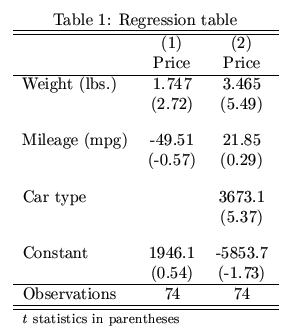 Table 1: Regression table
(1) (2)
Price Price
Weight (lbs.) 1.747 3.465
(2.72) (5.49)
Mileage (mpg) -49.51 21.85
(-0.57) (0.29)
Car type 3673.1
(5.37)
Constant 1946.1 -5853.7
(0.54) (-1.73)
Observations 74 74
t statistics in parentheses